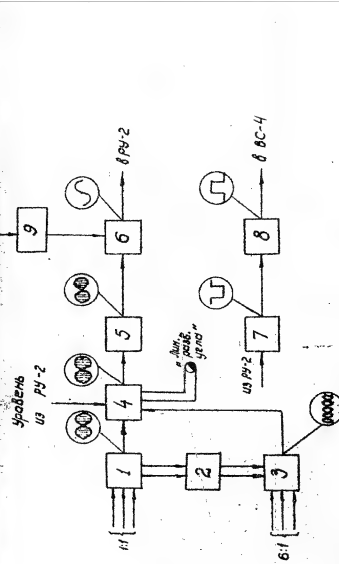 Уровень
из РУ-2
9
1:1
1
4
5
6
в РУ-2
2
„Лин.
разв.
угла"
6:1
3
из РУ-2
7
8
в ВС-4